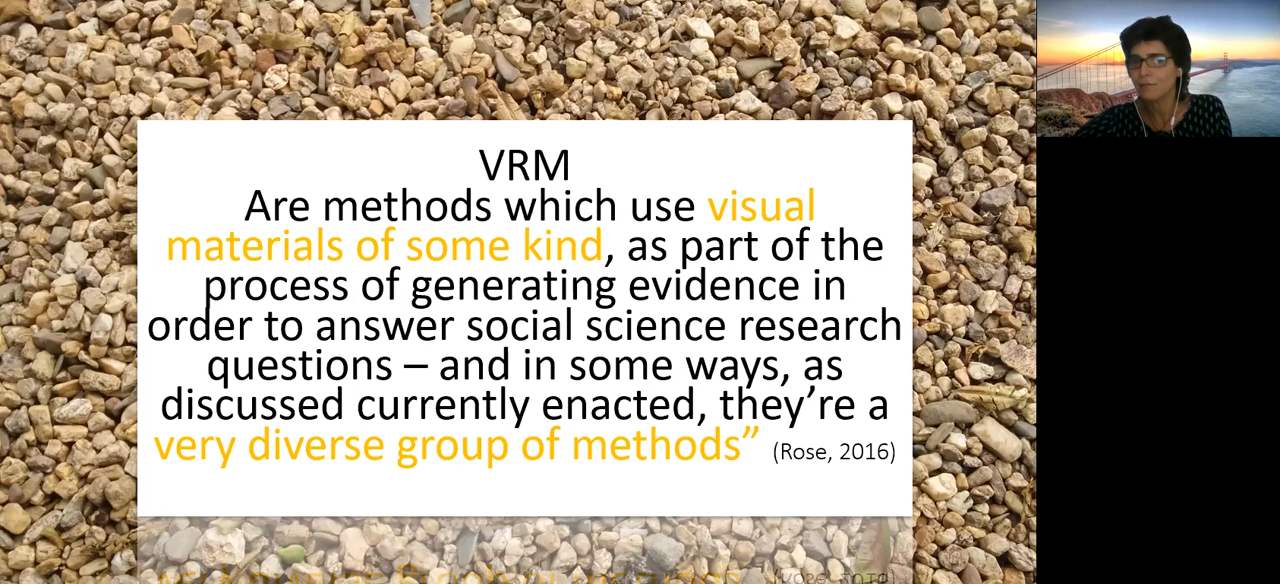 VRM
Are methods which use visual
materials of some kind, as part of the
process of generating evidence in
order to answer social science research
questions – and in some ways, as
discussed currently enacted, they’re a
very diverse group of methods” (Rose, 2016)